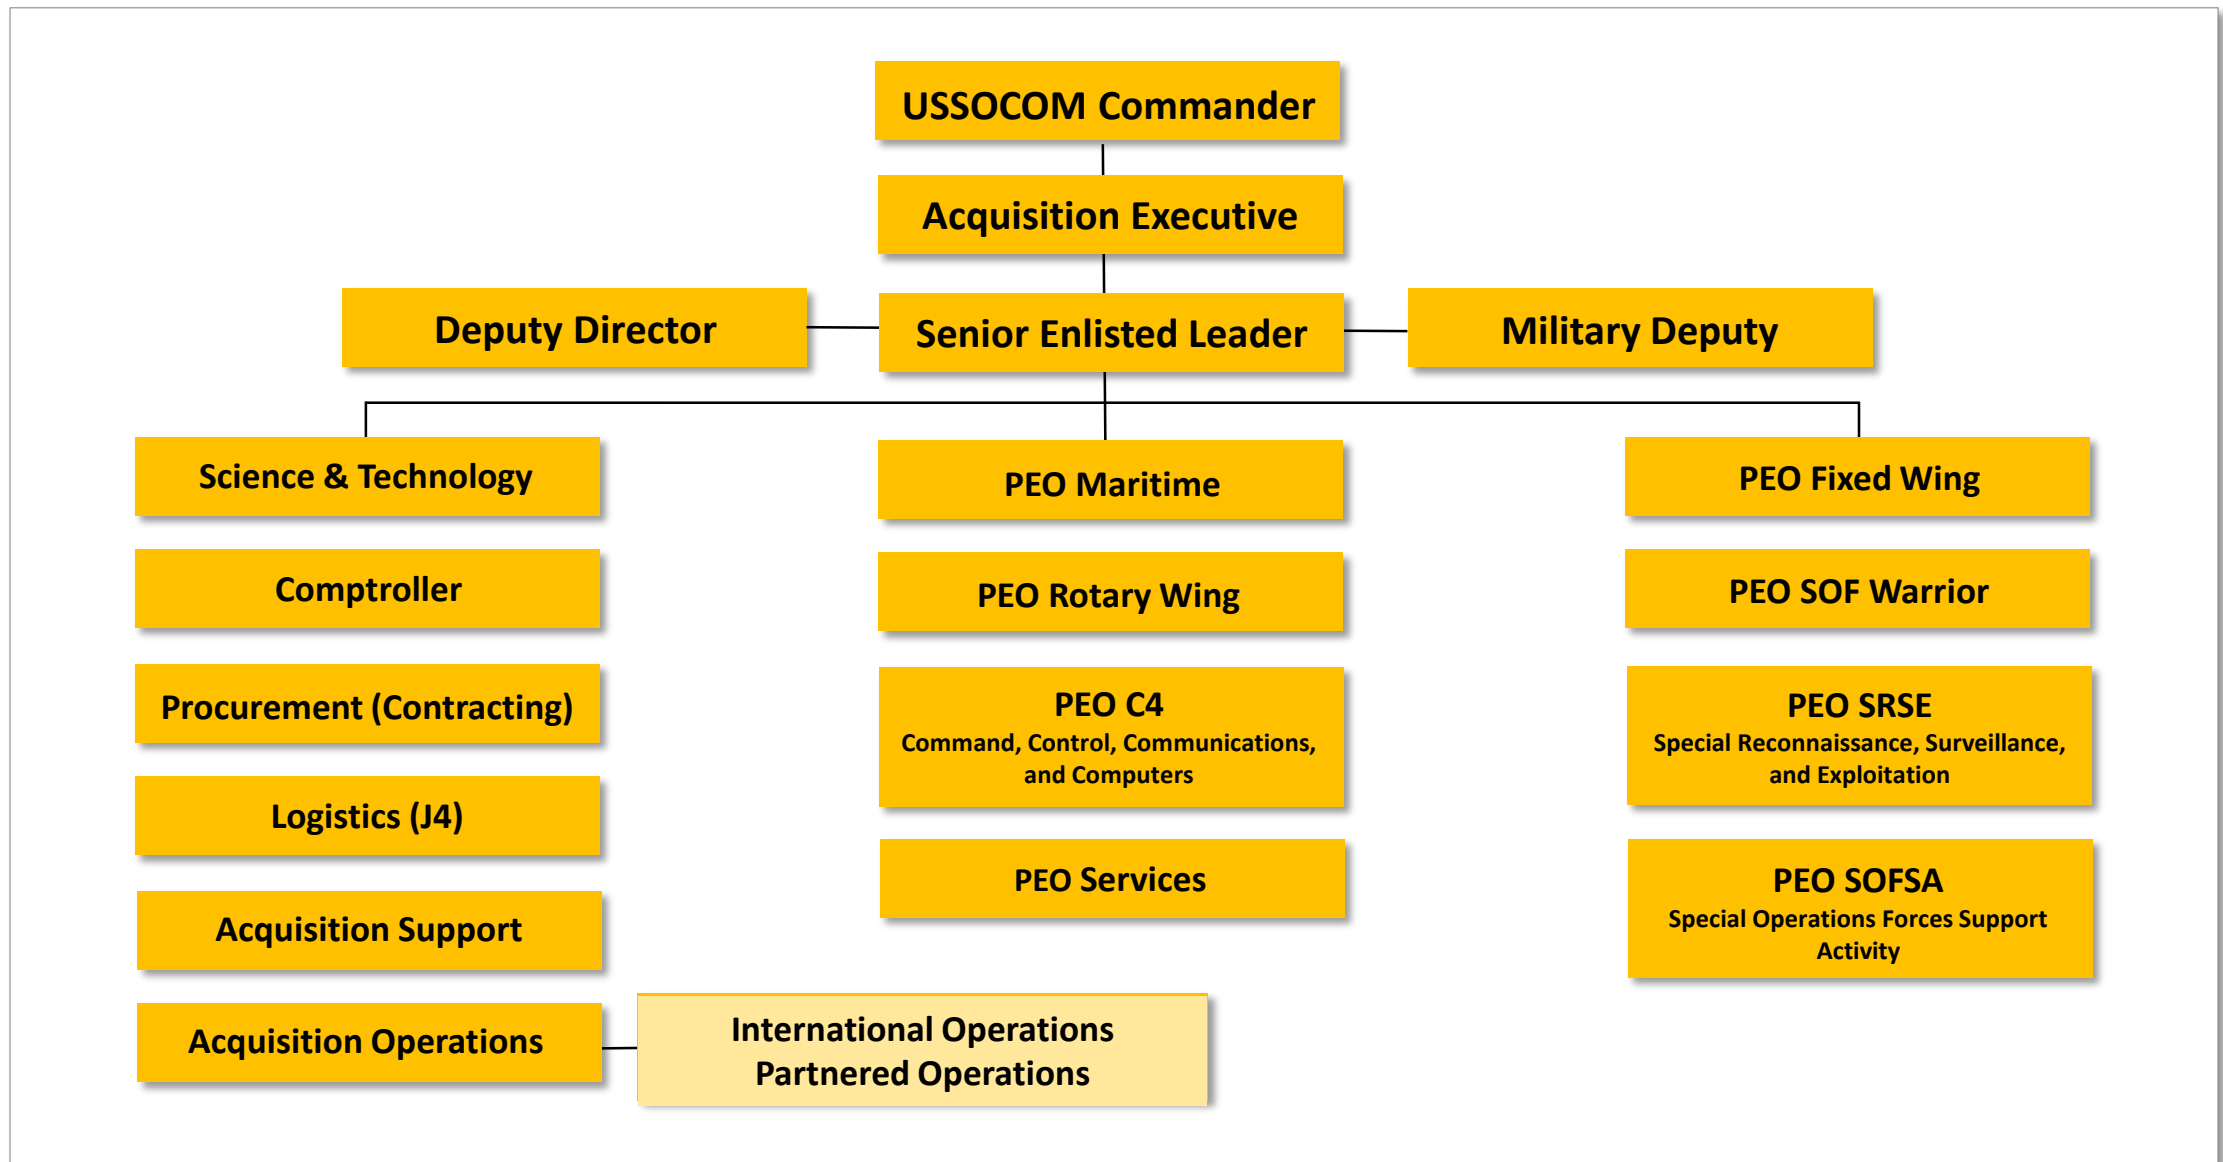 USSOCOM Commander
Acquisition Executive
Deputy Director
Senior Enlisted Leader
Military Deputy
Science & Technology
Comptroller
Procurement (Contracting)
Logistics (J4)
Acquisition Support
Acquisition Operations
International Operations
Partnered Operations
PEO Maritime
PEO Rotary Wing
PEO C4
Command, Control, Communications,
and Computers
PEO Services
PEO Fixed Wing
PEO SOF Warrior
PEO SRSE
Special Reconnaissance, Surveillance,
and Exploitation
PEO SOFSA
Special Operations Forces Support
Activity